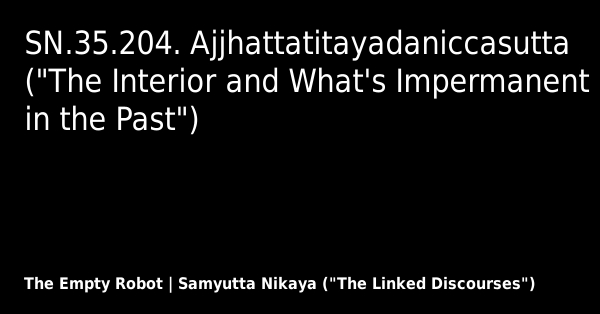 SN.35.204. Ajjhattatitayadaniccasutta
("The Interior and What's Impermanent
in the Past")
The Empty Robot | Samyutta Nikaya ("The Linked Discourses")